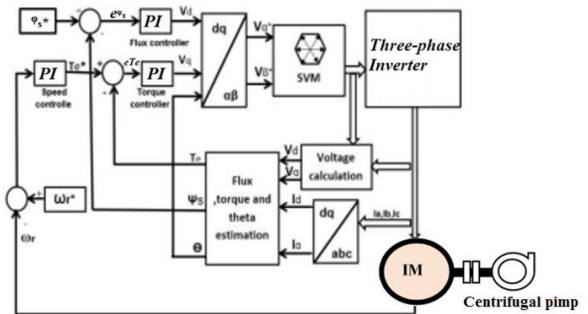 φs*
eφs
PI
Vd
Flux controller
dq
αβ
Vα*
Vβ*
SVM
Three-phase
Inverter
PI
Te*
eTe
PI
Vq
Speed
controlle
Torque
controller
Te
Vd
Vq
Voltage
calculation
Flux
,torque and
theta
estimation
ωr*
Ψs
Id
dq
abc
Ia,Ib,Ic
ωr
θ
IM
Centrifugal pimp